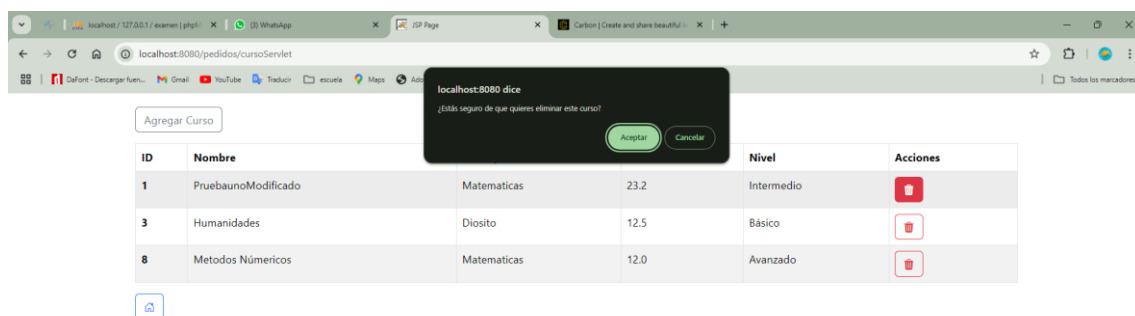 localhost / 127.0.0.1 / examen | phpM
(3) WhatsApp
JSP Page
Carbon | Create and share beautiful
localhost:8080/pedidos/cursoServlet
DaFont - Descargar fuen...
Gmail
YouTube
Traducir
escuela
Maps
Todos los marcadores
localhost:8080 dice
¿Estás seguro de que quieres eliminar este curso?
Aceptar Cancelar
Agregar Curso
ID Nombre Nivel Acciones
1 PruebaunoModificado Matematicas 23.2 Intermedio
3 Humanidades Diosito 12.5 Básico
8 Metodos Númericos Matematicas 12.0 Avanzado